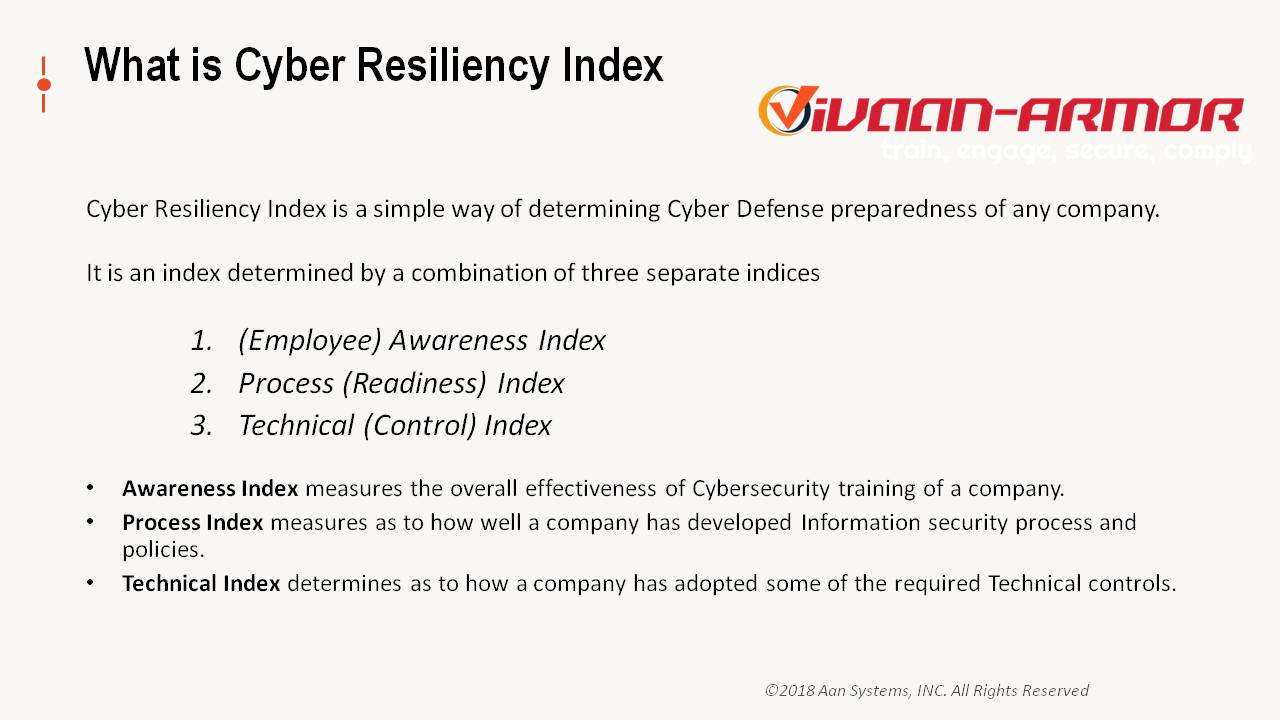 What is Cyber Resiliency Index
ViVAAN-ARMOR
train, engage, secure, comply
Cyber Resiliency Index is a simple way of determining Cyber Defense preparedness of any company.
It is an index determined by a combination of three separate indices
1. (Employee) Awareness Index
2. Process (Readiness) Index
3. Technical (Control) Index
• Awareness Index measures the overall effectiveness of Cybersecurity training of a company.
• Process Index measures as to how well a company has developed Information security process and
policies.
• Technical Index determines as to how a company has adopted some of the required Technical controls.
©2018 Aan Systems, INC. All Rights Reserved